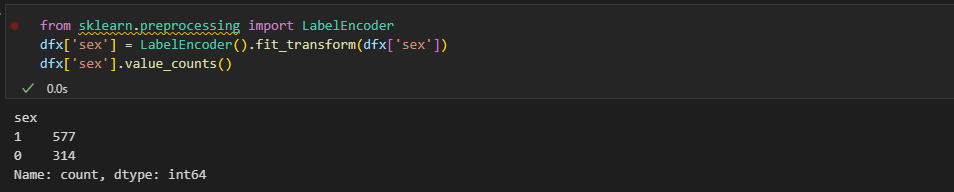 from sklearn.preprocessing import LabelEncoder
dfx['sex'] = LabelEncoder().fit_transform(dfx['sex'])
dfx['sex'].value_counts()
0.0s
sex
1    577
0    314
Name: count, dtype: int64